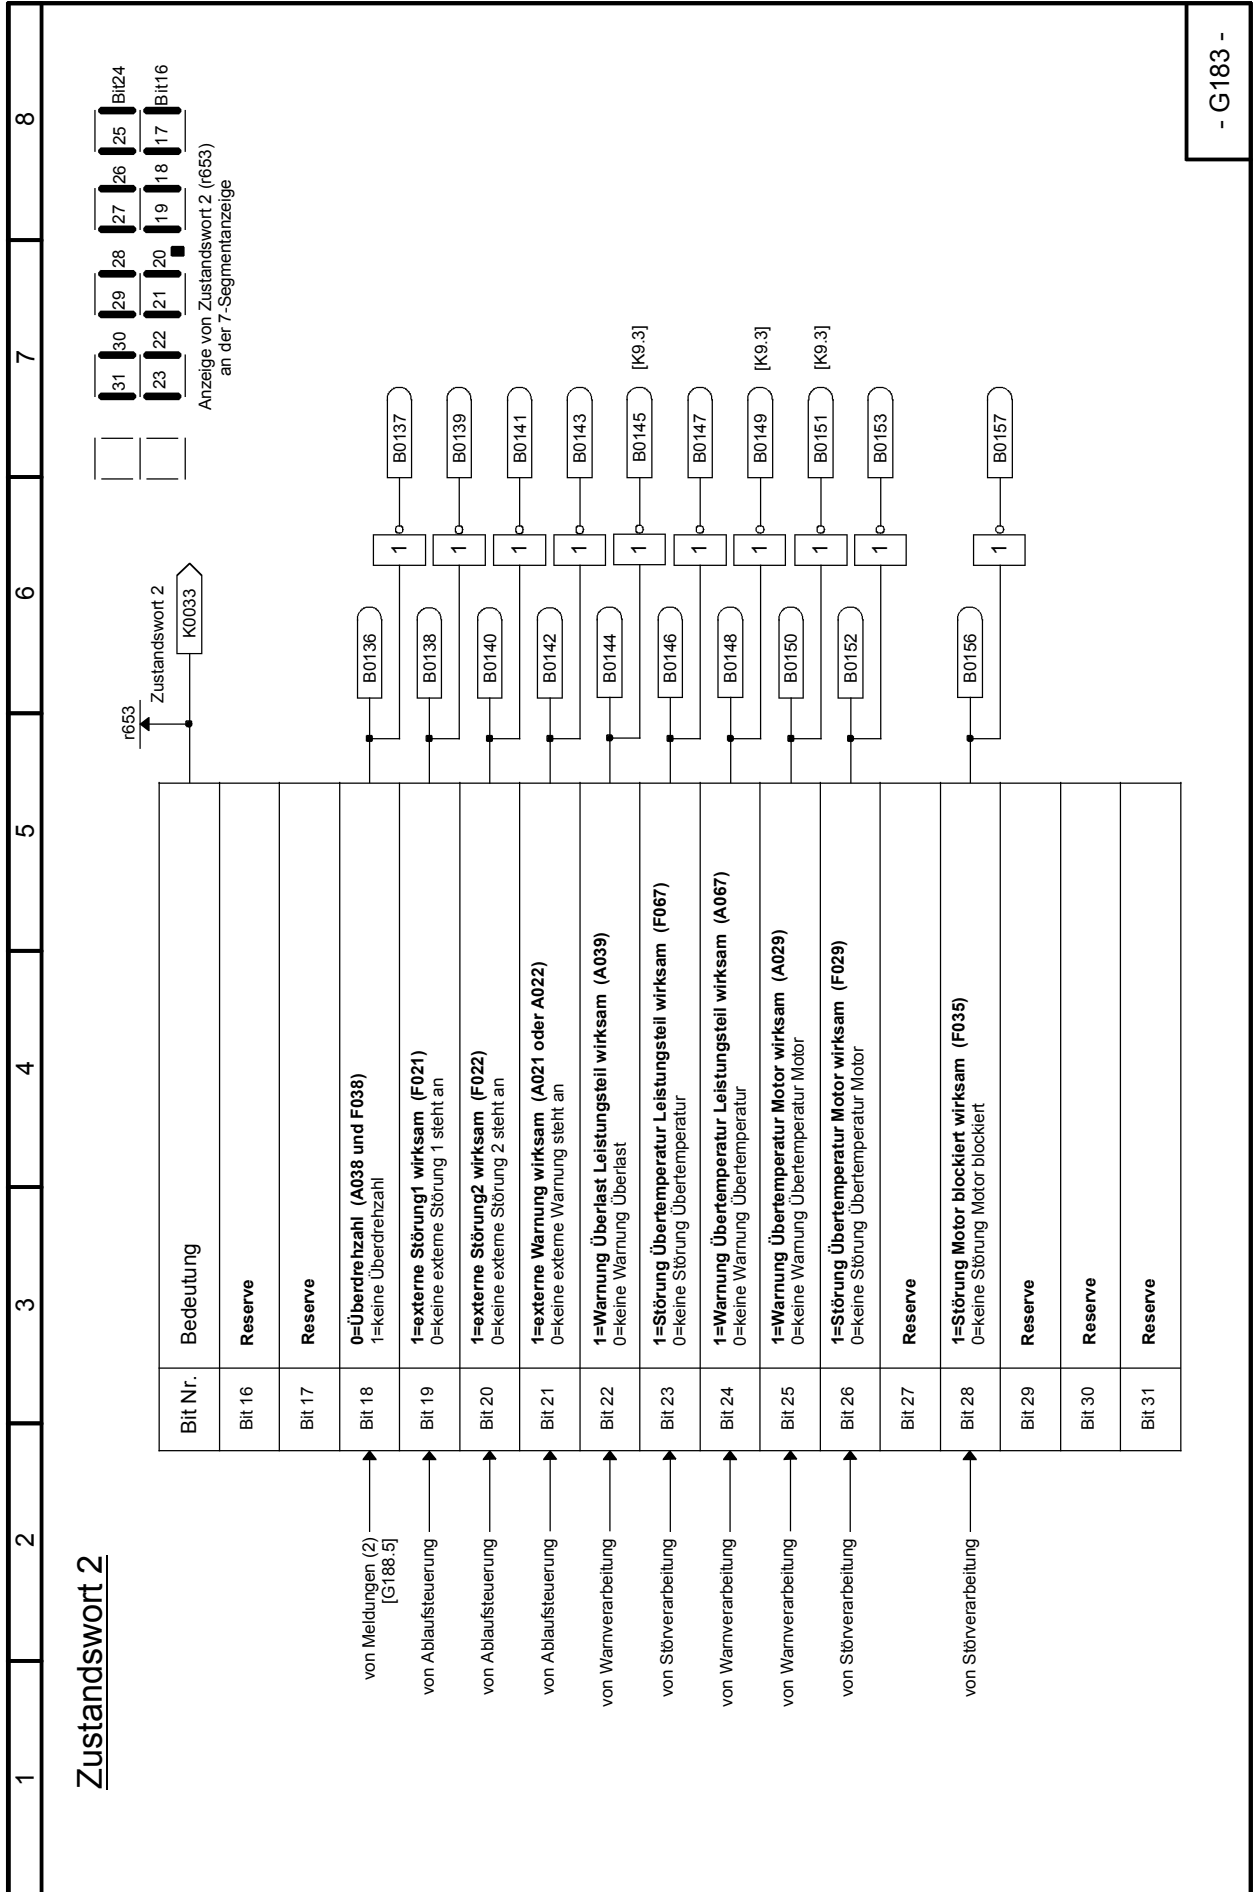 1 2 3 4 5 6 7 8
Zustandswort 2
r653
Zustandswort 2
K0033
31 30 29 28 27 26 25 Bit24
23 22 21 20 19 18 17 Bit16
Anzeige von Zustandswort 2 (r653)
an der 7-Segmentanzeige
Bit Nr. Bedeutung
Bit 16 Reserve
Bit 17 Reserve
von Meldungen (2)
[G188.5]
Bit 18 0=Überdrehzahl (A038 und F038)
1=keine Überdrehzahl
B0136 1 B0137
von Ablaufsteuerung
Bit 19 1=externe Störung1 wirksam (F021)
0=keine externe Störung 1 steht an
B0138 1 B0139
von Ablaufsteuerung
Bit 20 1=externe Störung2 wirksam (F022)
0=keine externe Störung 2 steht an
B0140 1 B0141
von Ablaufsteuerung
Bit 21 1=externe Warnung wirksam (A021 oder A022)
0=keine externe Warnung steht an
B0142 1 B0143
von Warnverarbeitung
Bit 22 1=Warnung Überlast Leistungsteil wirksam (A039)
0=keine Warnung Überlast
B0144 1 B0145 [K9.3]
von Störverarbeitung
Bit 23 1=Störung Übertemperatur Leistungsteil wirksam (F067)
0=keine Störung Übertemperatur
B0146 1 B0147
von Warnverarbeitung
Bit 24 1=Warnung Übertemperatur Leistungsteil wirksam (A067)
0=keine Warnung Übertemperatur
B0148 1 B0149 [K9.3]
von Warnverarbeitung
Bit 25 1=Warnung Übertemperatur Motor wirksam (A029)
0=keine Warnung Übertemperatur Motor
B0150 1 B0151 [K9.3]
von Störverarbeitung
Bit 26 1=Störung Übertemperatur Motor wirksam (F029)
0=keine Störung Übertemperatur Motor
B0152 1 B0153
Bit 27 Reserve
von Störverarbeitung
Bit 28 1=Störung Motor blockiert wirksam (F035)
0=keine Störung Motor blockiert
B0156 1 B0157
Bit 29 Reserve
Bit 30 Reserve
Bit 31 Reserve
- G183 -